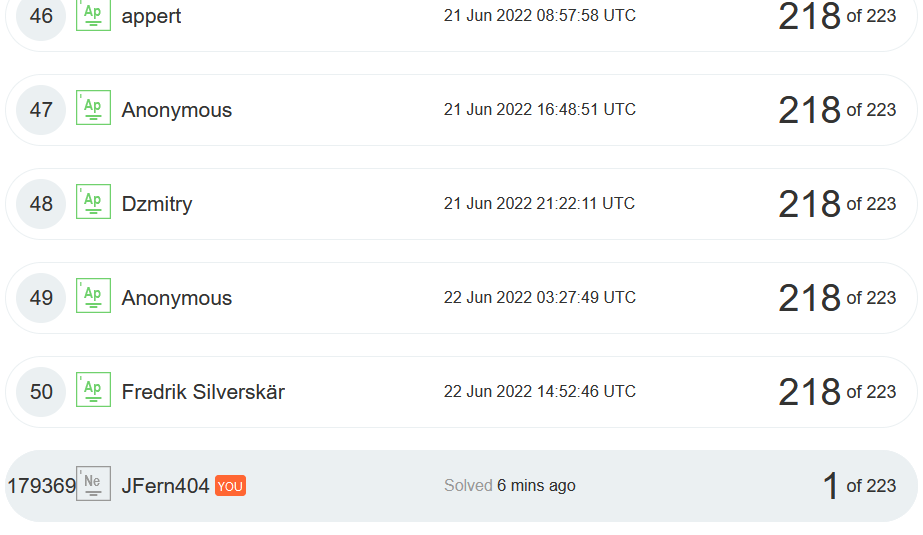 46 'Ap appert 21 Jun 2022 08:57:58 UTC 218 of 223
47 'Ap Anonymous 21 Jun 2022 16:48:51 UTC 218 of 223
48 'Ap Dzmitry 21 Jun 2022 21:22:11 UTC 218 of 223
49 'Ap Anonymous 22 Jun 2022 03:27:49 UTC 218 of 223
50 'Ap Fredrik Silverskär 22 Jun 2022 14:52:46 UTC 218 of 223
179369 'Ne JFern404 YOU Solved 6 mins ago 1 of 223